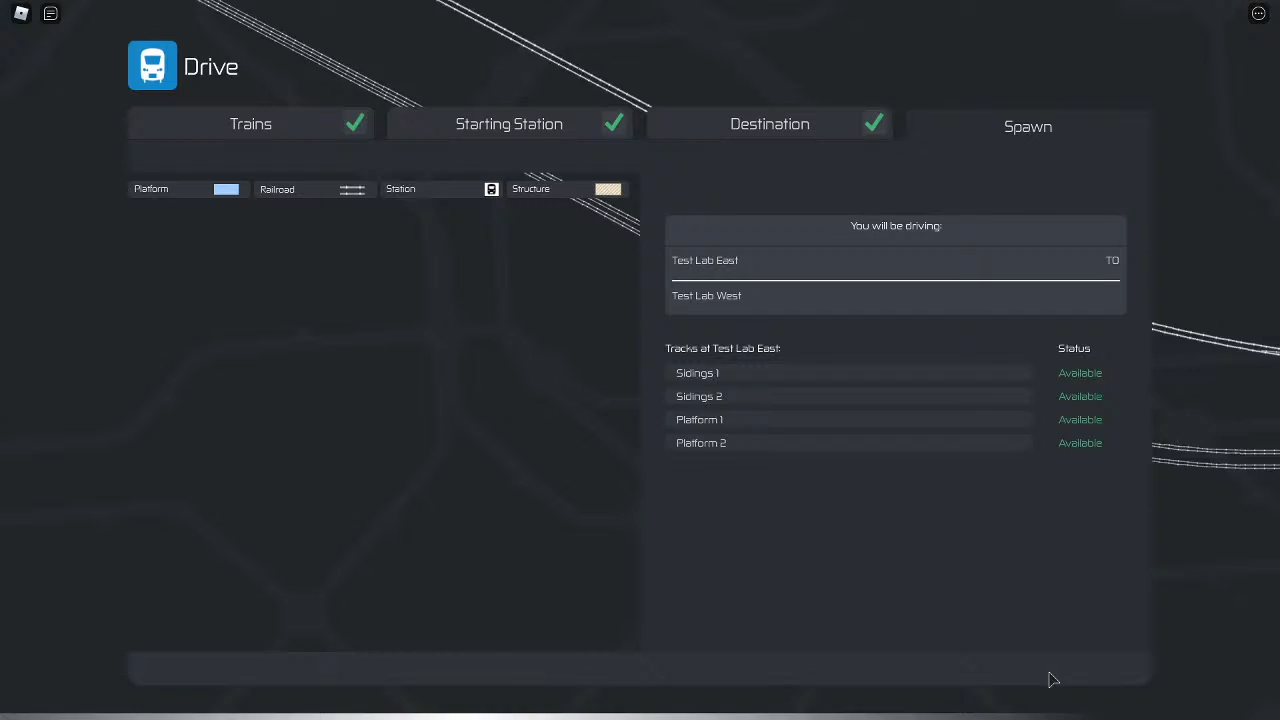 Drive
Trains
Starting Station
Destination
Spawn
Platform
Railroad
Station
Structure
You will be driving:
Test Lab East TO
Test Lab West
Tracks at Test Lab East: Status
Sidings 1 Available
Sidings 2 Available
Platform 1 Available
Platform 2 Available